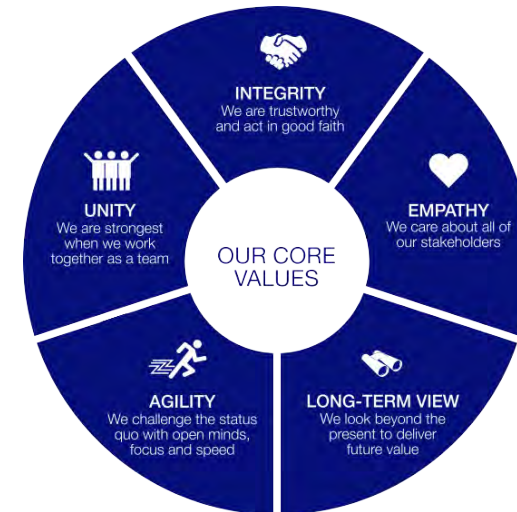 INTEGRITY
We are trustworthy
and act in good faith
EMPATHY
We care about all of
our stakeholders
LONG-TERM VIEW
We look beyond the
present to deliver
future value
AGILITY
We challenge the status
quo with open minds,
focus and speed
UNITY
We are strongest
when we work
together as a team
OUR CORE
VALUES